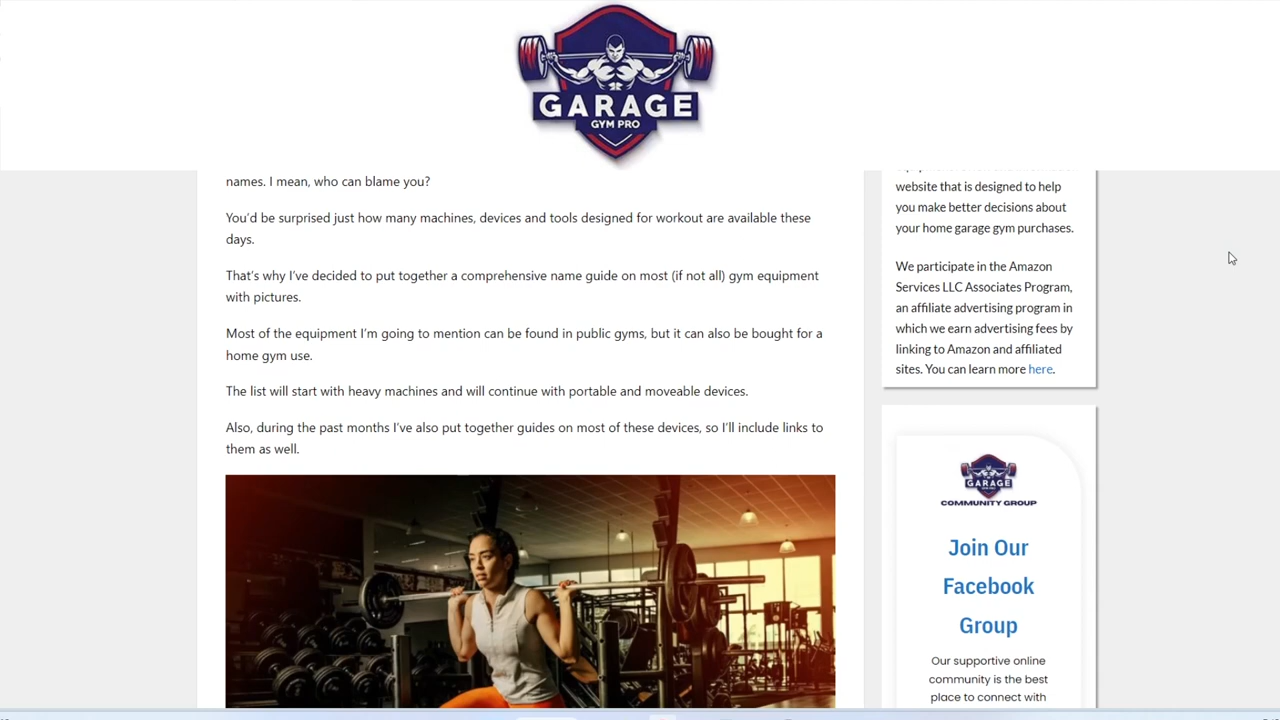 GARAGE
GYM PRO
names. I mean, who can blame you?
You'd be surprised just how many machines, devices and tools designed for workout are available these
days.
That's why I've decided to put together a comprehensive name guide on most (if not all) gym equipment
with pictures.
Most of the equipment I'm going to mention can be found in public gyms, but it can also be bought for a
home gym use.
The list will start with heavy machines and will continue with portable and moveable devices.
Also, during the past months I've also put together guides on most of these devices, so I'll include links to
them as well.
website that is designed to help
you make better decisions about
your home garage gym purchases.
We participate in the Amazon
Services LLC Associates Program,
an affiliate advertising program in
which we earn advertising fees by
linking to Amazon and affiliated
sites. You can learn more here.
GARAGE
COMMUNITY GROUP
Join Our
Facebook
Group
Our supportive online
community is the best
place to connect with